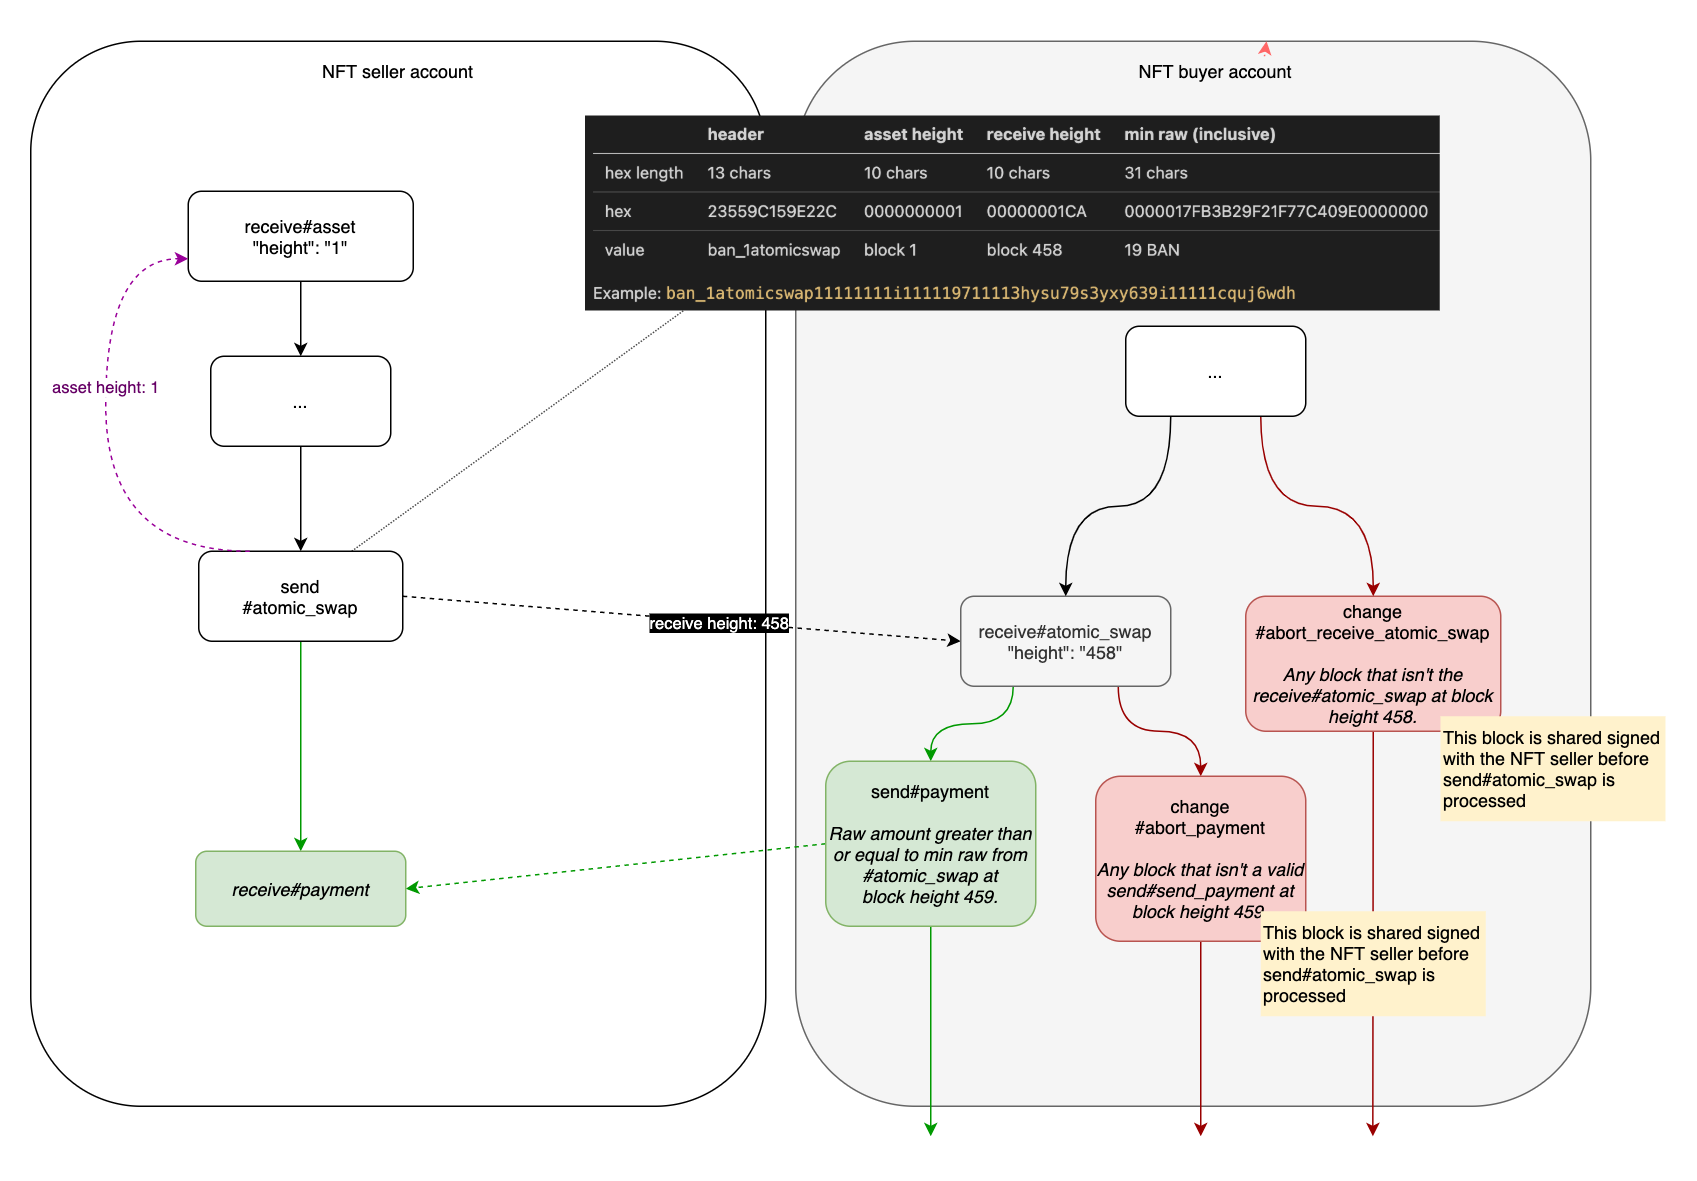 NFT seller account
NFT buyer account
header asset height receive height min raw (inclusive)
hex length 13 chars 10 chars 10 chars 31 chars
hex 23559C159E22C 0000000001 00000001CA 0000017FB3B29F21F77C409E0000000
value ban_1atomicswap block 1 block 458 19 BAN
Example: ban_1atomicswap11111111i111119711113hysu79s3yxy639i11111cquj6wdh
receive#asset
"height": "1"
...
asset height: 1
...
send
#atomic_swap
receive height: 458
receive#atomic_swap
"height": "458"
change
#abort_receive_atomic_swap
Any block that isn't the
receive#atomic_swap at block
height 458.
This block is shared signed
with the NFT seller before
send#atomic_swap is
processed
send#payment
Raw amount greater than
or equal to min raw from
#atomic_swap at
block height 459.
change
#abort_payment
Any block that isn't a valid
send#send_payment at
block height 459
This block is shared signed
with the NFT seller before
send#atomic_swap is
processed
receive#payment